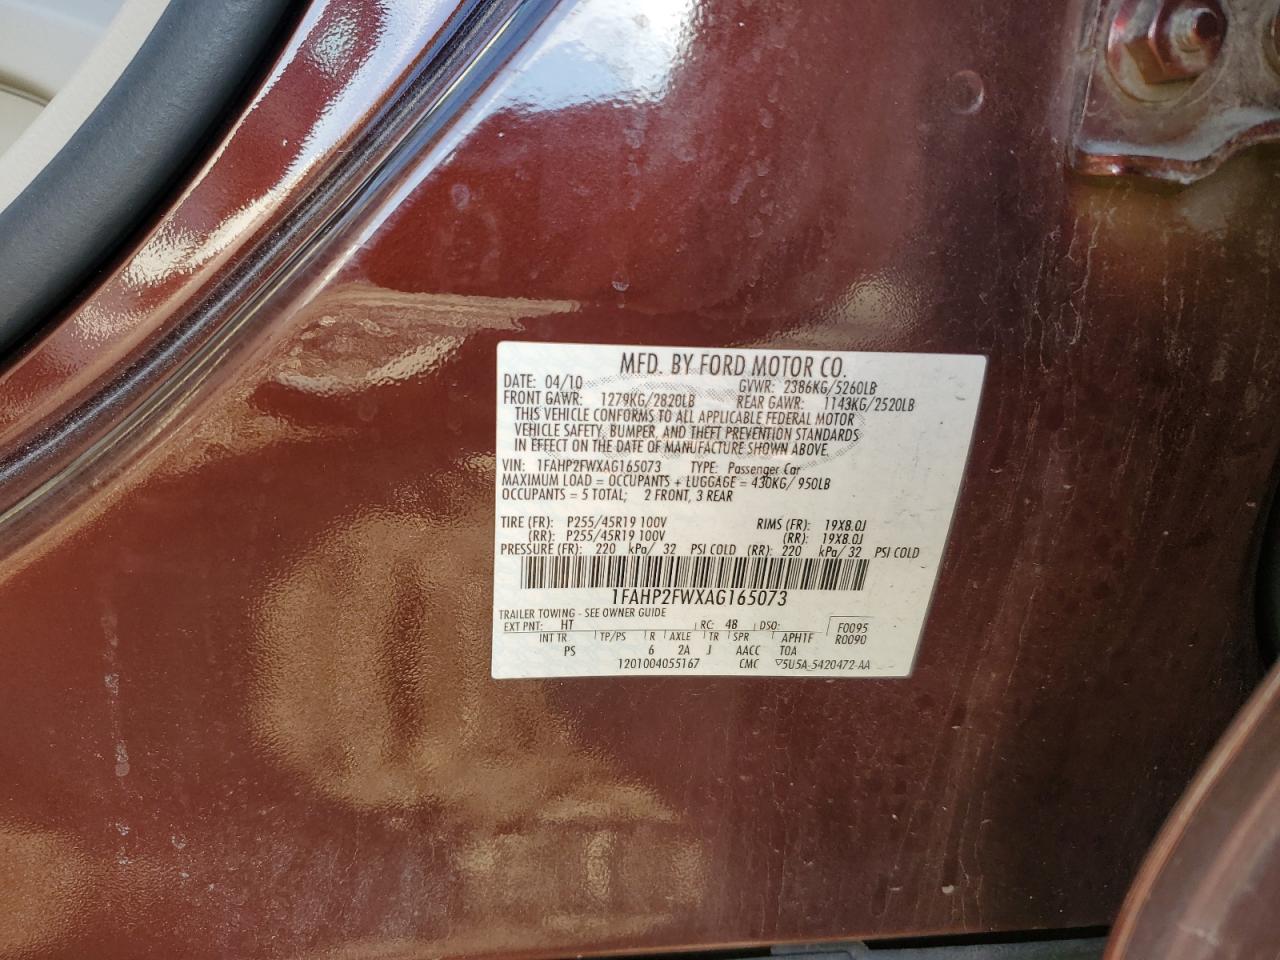 MFD. BY FORD MOTOR CO.
DATE: 04/10 GVWR: 2386KG/5260LB
FRONT GAWR: 1279KG/2820LB REAR GAWR: 1143KG/2520LB
THIS VEHICLE CONFORMS TO ALL APPLICABLE FEDERAL MOTOR
VEHICLE SAFETY, BUMPER, AND THEFT PREVENTION STANDARDS
IN EFFECT ON THE DATE OF MANUFACTURE SHOWN ABOVE.
VIN: 1FAHP2FWXAG165073 TYPE: Passenger Car
MAXIMUM LOAD = OCCUPANTS + LUGGAGE = 430KG/ 950LB
OCCUPANTS = 5 TOTAL; 2 FRONT, 3 REAR
TIRE (FR): P255/45R19 100V RIMS (FR): 19X8.0J
(RR): P255/45R19 100V (RR): 19X8.0J
PRESSURE (FR): 220 kPa/ 32 PSI COLD (RR): 220 kPa/ 32 PSI COLD
1FAHP2FWXAG165073
TRAILER TOWING - SEE OWNER GUIDE
EXT PNT: HT RC: 48 DSO: F0095
INT TR TP/PS R AXLE TR SPR APHTF R0090
PS 6 2A J AACC TOA
1201004055167 CMC ▽5U5A-5420472-AA